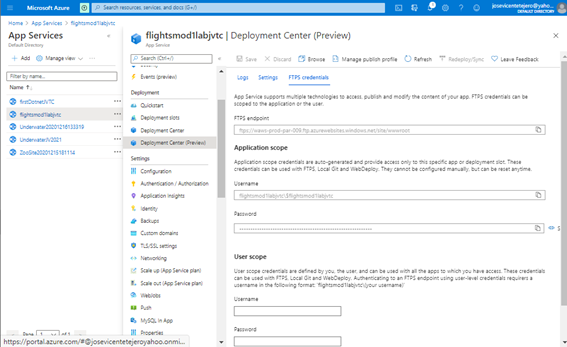 Microsoft Azure
Search resources, services, and docs (G+/)
josevicentetejero@yaho...
DEFAULT DIRECTORY
Home > App Services > flightsmod1labjvtc
App Services
Default Directory
Add
Manage view
Filter by name...
Name
firstDotnetJVTC
flightsmod1labjvtc
Underwater20201216133319
UnderwaterJV2021
Page
1
of 1
https://portal.azure.com/#@josevicentetejeroyahoo.onmi...
flightsmod1labjvtc | Deployment Center (Preview)
App Service
Search (Ctrl+/)
Events (preview)
Deployment
Quickstart
Deployment slots
Deployment Center
Deployment Center (Preview)
Settings
Configuration
Authentication / Authorization
Application Insights
Identity
Backups
Custom domains
TLS/SSL settings
Networking
Scale up (App Service plan)
Scale out (App Service plan)
WebJobs
Push
MySQL In App
Properties
Save
Discard
Browse
Manage publish profile
Refresh
Redeploy/Sync
Leave Feedback
Logs
Settings
FTPS credentials
App Service supports multiple technologies to access, publish and modify the content of your app. FTPS credentials can be
scoped to the application or the user.
FTPS endpoint
ftps://waws-prod-par-009.ftp.azurewebsites.windows.net/site/wwwroot
Application scope
Application scope credentials are auto-generated and provide access only to this specific app or deployment slot. These
credentials can be used with FTPS, Local Git and WebDeploy. They cannot be configured manually, but can be reset anytime.
Username
flightsmod1labjvtc\$flightsmod1labjvtc
Password
S
User scope
User scope credentials are defined by you, the user, and can be used with all the apps to which you have access. These credentials
can be used with FTPS, Local Git and WebDeploy. Authenticating to an FTPS endpoint using user-level credentials requirers a
username in the following format: 'flightsmod1labjvtc\{your username}'
Username
Password